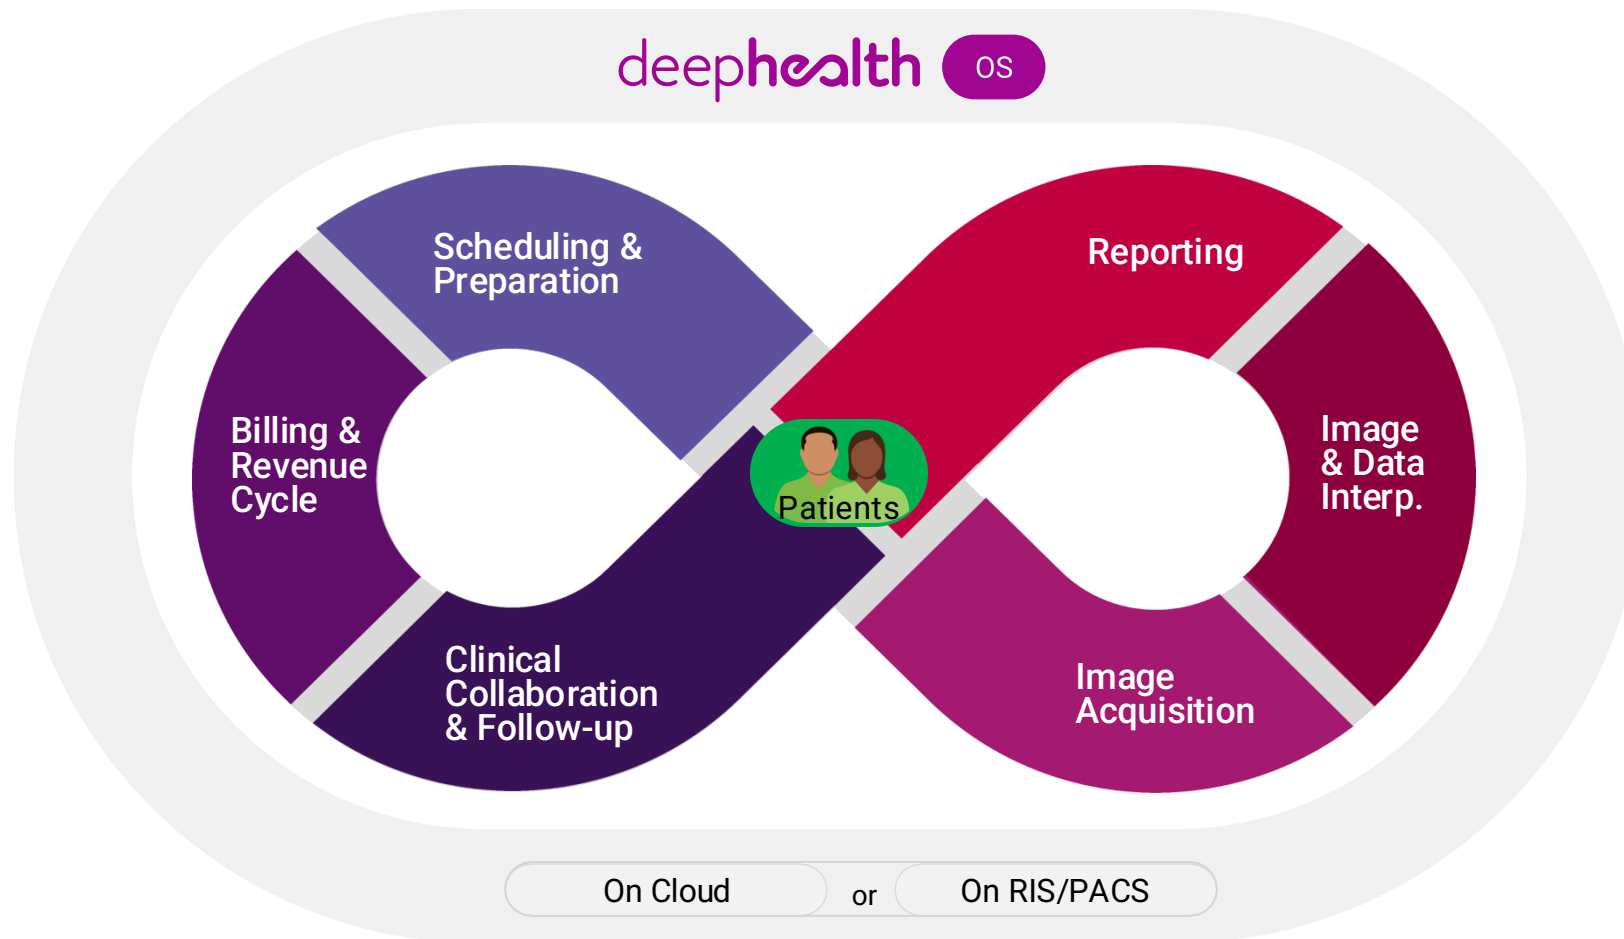 deephealth OS
Scheduling &
Preparation
Reporting
Billing &
Revenue
Cycle
Image
& Data
Interp.
Patients
Clinical
Collaboration
& Follow-up
Image
Acquisition
On Cloud or On RIS/PACS